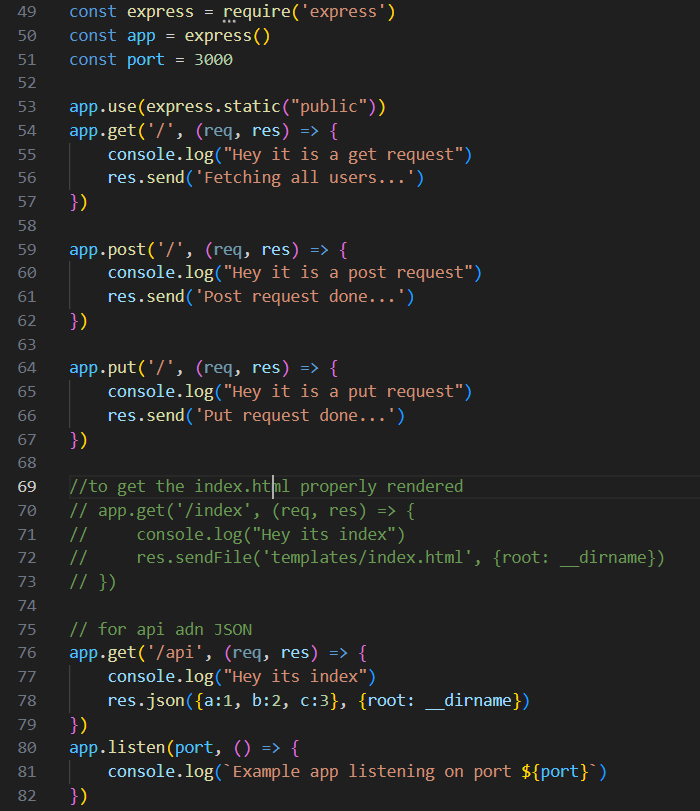 49 const express = require('express')
50 const app = express()
51 const port = 3000
52
53 app.use(express.static("public"))
54 app.get('/', (req, res) => {
55     console.log("Hey it is a get request")
56     res.send('Fetching all users...')
57 })
58
59 app.post('/', (req, res) => {
60     console.log("Hey it is a post request")
61     res.send('Post request done...')
62 })
63
64 app.put('/', (req, res) => {
65     console.log("Hey it is a put request")
66     res.send('Put request done...')
67 })
68
69 //to get the index.html properly rendered
70 // app.get('/index', (req, res) => {
71 //     console.log("Hey its index")
72 //     res.sendFile('templates/index.html', {root: __dirname})
73 // })
74
75 // for api adn JSON
76 app.get('/api', (req, res) => {
77     console.log("Hey its index")
78     res.json({a:1, b:2, c:3}, {root: __dirname})
79 })
80 app.listen(port, () => {
81     console.log(`Example app listening on port ${port}`)
82 })